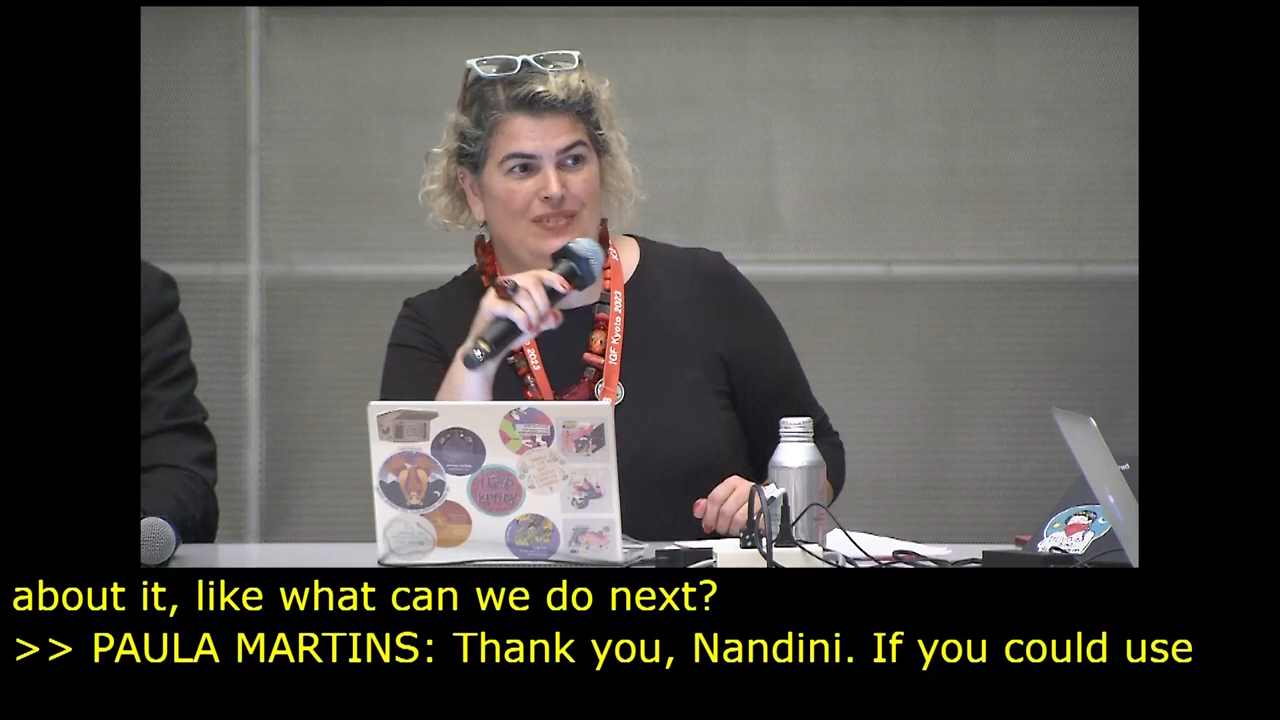 IGF Kyoto 2023
2023
about it, like what can we do next?
>> PAULA MARTINS: Thank you, Nandini. If you could use